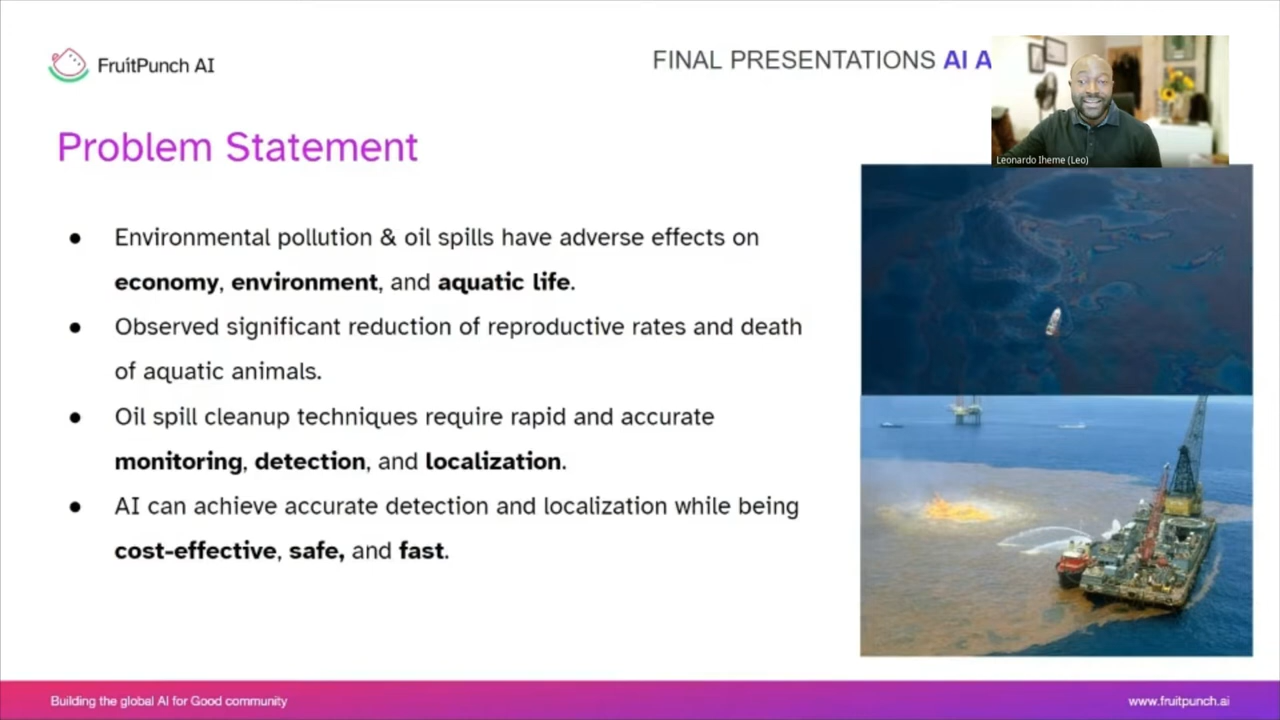 FruitPunch AI
FINAL PRESENTATIONS AI A
Leonardo Iheme (Leo)
Problem Statement
● Environmental pollution & oil spills have adverse effects on
economy, environment, and aquatic life.
● Observed significant reduction of reproductive rates and death
of aquatic animals.
● Oil spill cleanup techniques require rapid and accurate
monitoring, detection, and localization.
● AI can achieve accurate detection and localization while being
cost-effective, safe, and fast.
Building the global AI for Good community
www.fruitpunch.ai